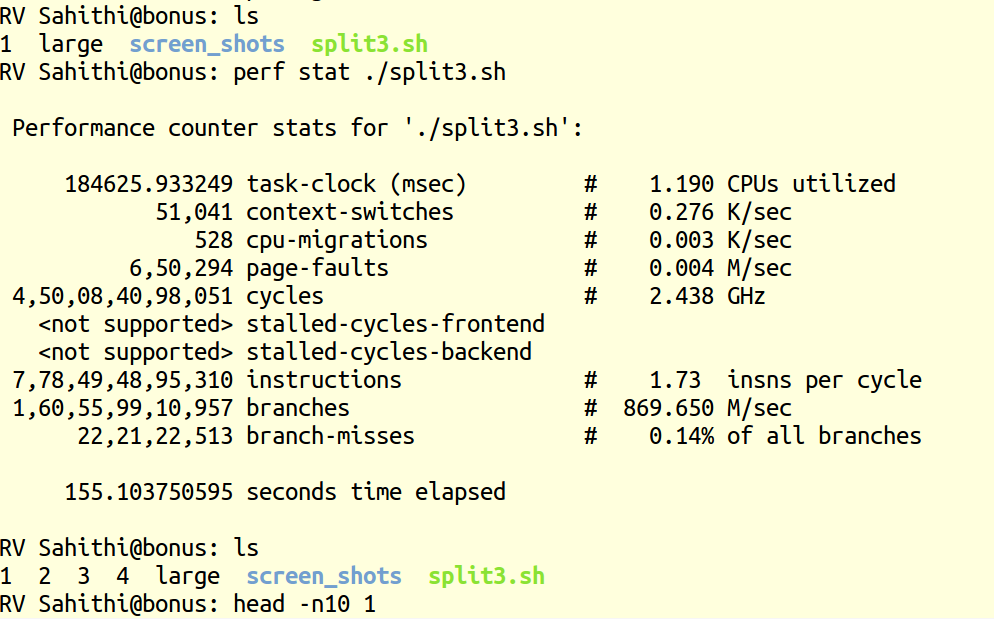 RV Sahithi@bonus: ls
1  large  screen_shots  split3.sh
RV Sahithi@bonus: perf stat ./split3.sh

 Performance counter stats for './split3.sh':

     184625.933249 task-clock (msec)         #    1.190 CPUs utilized
            51,041 context-switches          #    0.276 K/sec
               528 cpu-migrations            #    0.003 K/sec
          6,50,294 page-faults               #    0.004 M/sec
 4,50,08,40,98,051 cycles                    #    2.438 GHz
   <not supported> stalled-cycles-frontend
   <not supported> stalled-cycles-backend
 7,78,49,48,95,310 instructions              #    1.73  insns per cycle
 1,60,55,99,10,957 branches                  #  869.650 M/sec
      22,21,22,513 branch-misses             #    0.14% of all branches

     155.103750595 seconds time elapsed

RV Sahithi@bonus: ls
1  2  3  4  large  screen_shots  split3.sh
RV Sahithi@bonus: head -n10 1